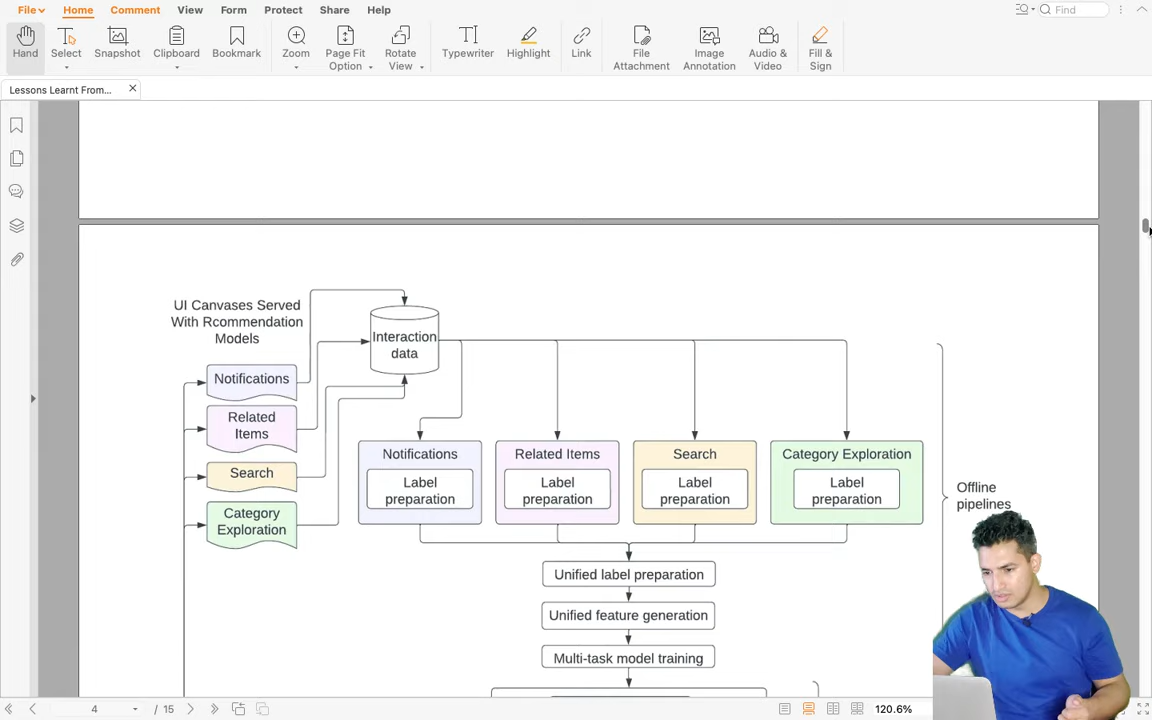 File Home Comment View Form Protect Share Help Find
Hand Select Snapshot Clipboard Bookmark Zoom Page Fit Option Rotate View Typewriter Highlight Link File Attachment Image Annotation Audio & Video Fill & Sign
Lessons Learnt From...
UI Canvases Served
With Rcommendation
Models
Interaction
data
Notifications
Related
Items
Search
Category
Exploration
Notifications Related Items Search Category Exploration
Label preparation Label preparation Label preparation Label preparation
Offline
pipelines
Unified label preparation
Unified feature generation
Multi-task model training
4 / 15 120.6%